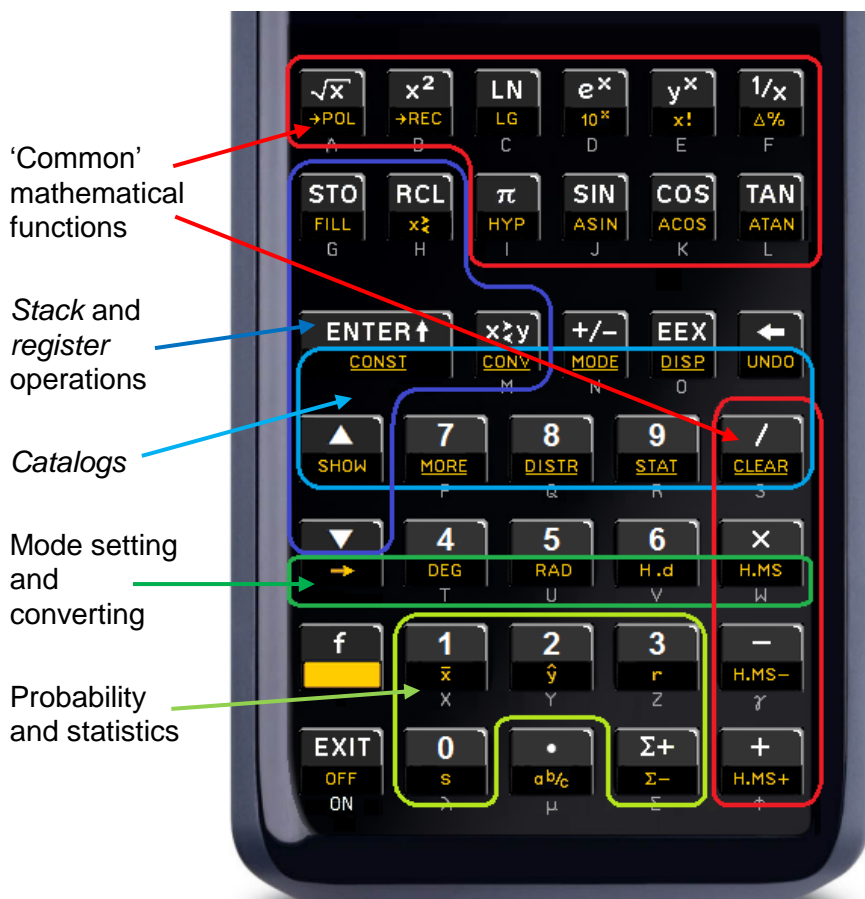 √x x² LN eˣ yˣ 1/x
→POL →REC LG 10ˣ x! Δ%
A B C D E F
'Common'
mathematical
functions
STO RCL π SIN COS TAN
FILL x≷ HYP ASIN ACOS ATAN
G H I J K L
Stack and
register
operations
ENTER↑ x≷y +/− EEX ←
CONST CONV MODE DISP UNDO
M N O
Catalogs
▲ 7 8 9 /
SHOW MORE DISTR STAT CLEAR
P Q R S
Mode setting
and
converting
▼ 4 5 6 ×
→ DEG RAD H.d H.MS
T U V W
Probability
and statistics
f 1 2 3 −
x̄ ŷ r H.MS−
X Y Z γ
EXIT 0 . Σ+ +
OFF s ab/c Σ− H.MS+
ON λ μ Σ Φ